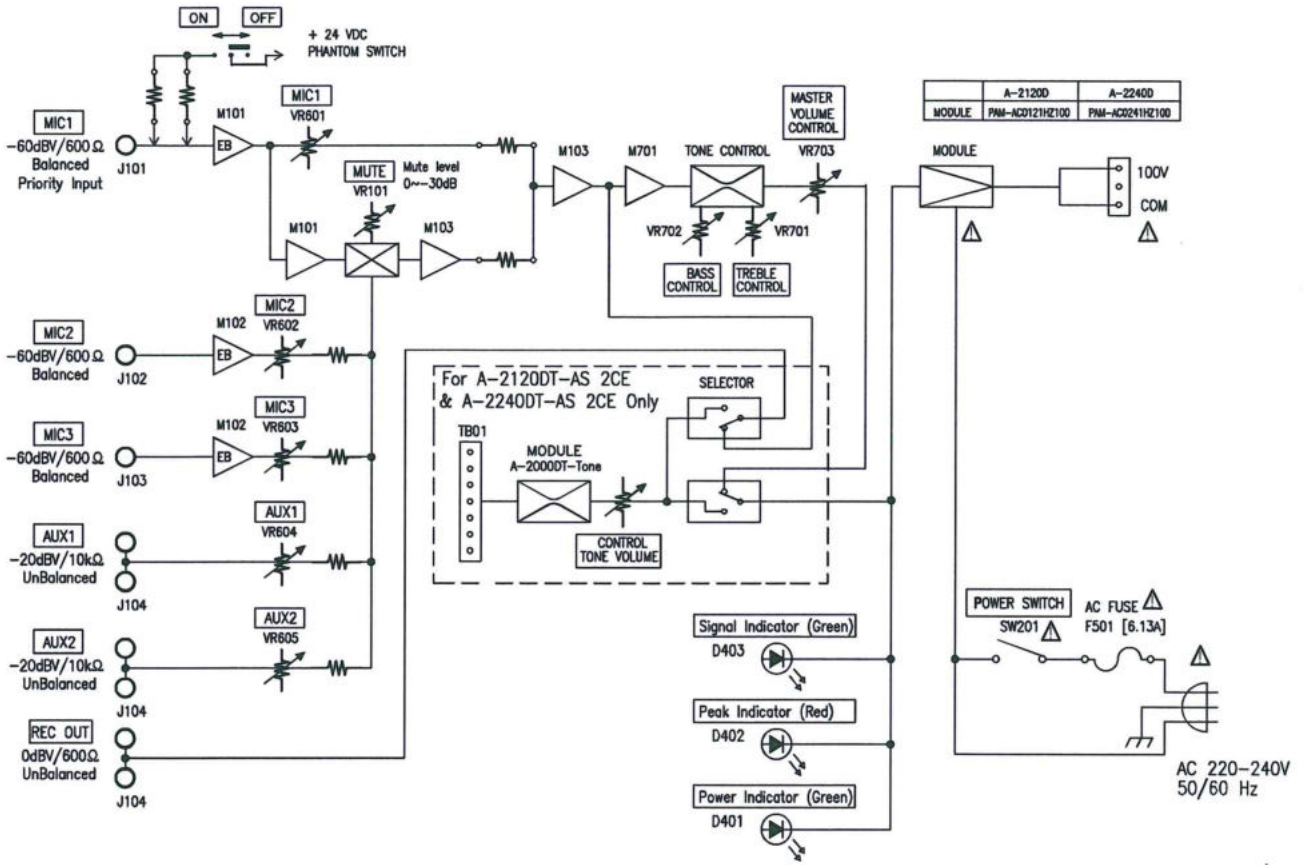 ON OFF
+ 24 VDC
PHANTOM SWITCH
MIC1
-60dBV/600Ω
Balanced
Priority Input
J101
M101
EB
MIC1
VR601
MUTE
VR101
Mute level
0~-30dB
M101
M103
M103
M701
TONE CONTROL
VR702
VR701
BASS
CONTROL
TREBLE
CONTROL
MASTER
VOLUME
CONTROL
VR703
A-2120D A-2240D
MODULE PAM-AC0121HZ100 PAM-AC0241HZ100
MODULE
100V
COM
MIC2
-60dBV/600Ω
Balanced
J102
M102
EB
MIC2
VR602
MIC3
-60dBV/600Ω
Balanced
J103
M102
EB
MIC3
VR603
AUX1
-20dBV/10kΩ
UnBalanced
J104
AUX1
VR604
AUX2
-20dBV/10kΩ
UnBalanced
J104
AUX2
VR605
REC OUT
0dBV/600Ω
UnBalanced
J104
For A-2120DT-AS 2CE
& A-2240DT-AS 2CE Only
SELECTOR
TB01
MODULE
A-2000DT-Tone
CONTROL
TONE VOLUME
Signal Indicator (Green)
D403
Peak Indicator (Red)
D402
Power Indicator (Green)
D401
POWER SWITCH
SW201
AC FUSE
F501 [6.13A]
AC 220-240V
50/60 Hz